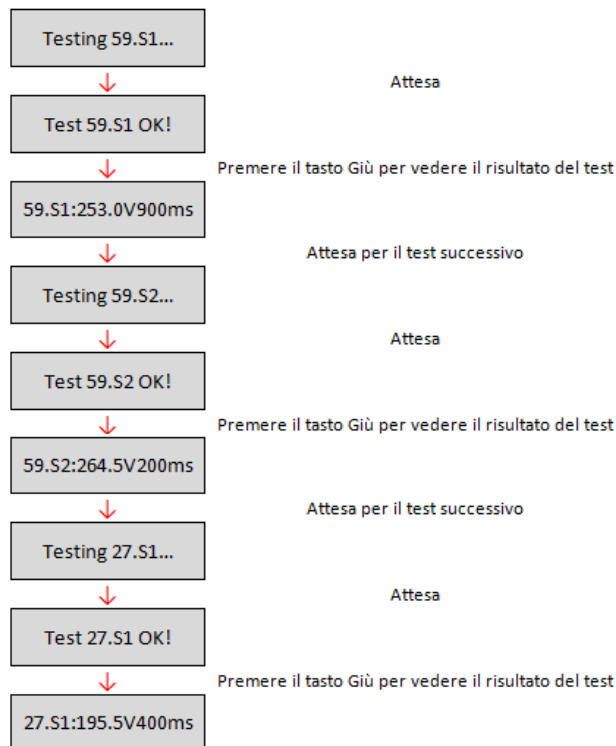 Testing 59.S1...
Attesa
Test 59.S1 OK!
Premere il tasto Giù per vedere il risultato del test
59.S1:253.0V900ms
Attesa per il test successivo
Testing 59.S2...
Attesa
Test 59.S2 OK!
Premere il tasto Giù per vedere il risultato del test
59.S2:264.5V200ms
Attesa per il test successivo
Testing 27.S1...
Attesa
Test 27.S1 OK!
Premere il tasto Giù per vedere il risultato del test
27.S1:195.5V400ms